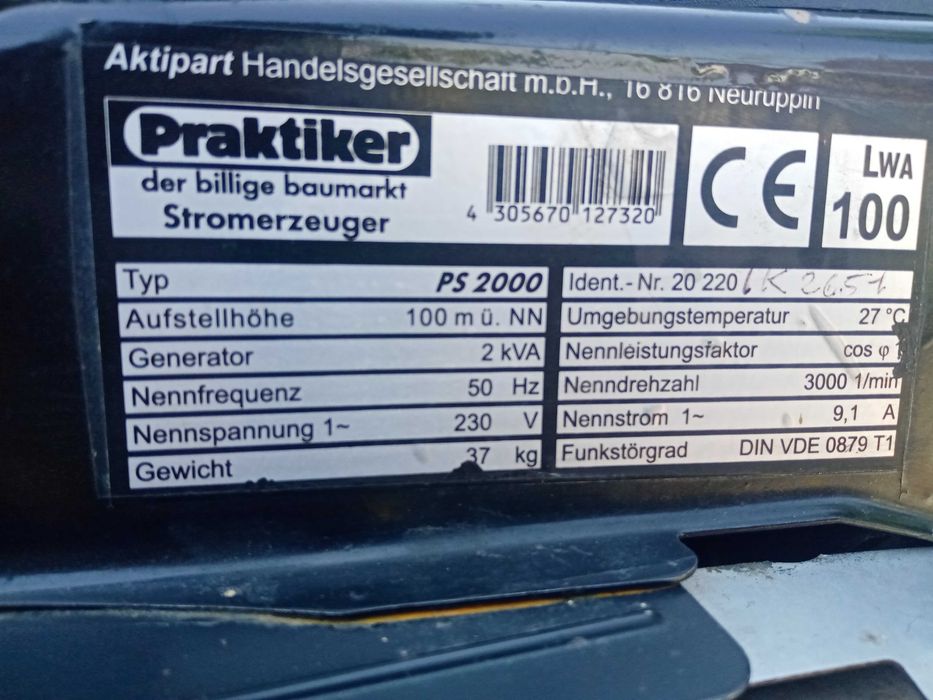 Aktipart Handelsgesellschaft m.b.H., 16 816 Neuruppin
Praktiker
der billige baumarkt
Stromerzeuger
4 305670 127320
CE
LWA
100
Typ PS 2000
Aufstellhöhe 100 m ü. NN
Generator 2 kVA
Nennfrequenz 50 Hz
Nennspannung 1~ 230 V
Gewicht 37 kg
Ident.- Nr. 20 220
Umgebungstemperatur 27 °C
Nennleistungsfaktor cos φ 1
Nenndrehzahl 3000 1/min
Nennstrom 1~ 9,1 A
Funkstörgrad DIN VDE 0879 T1